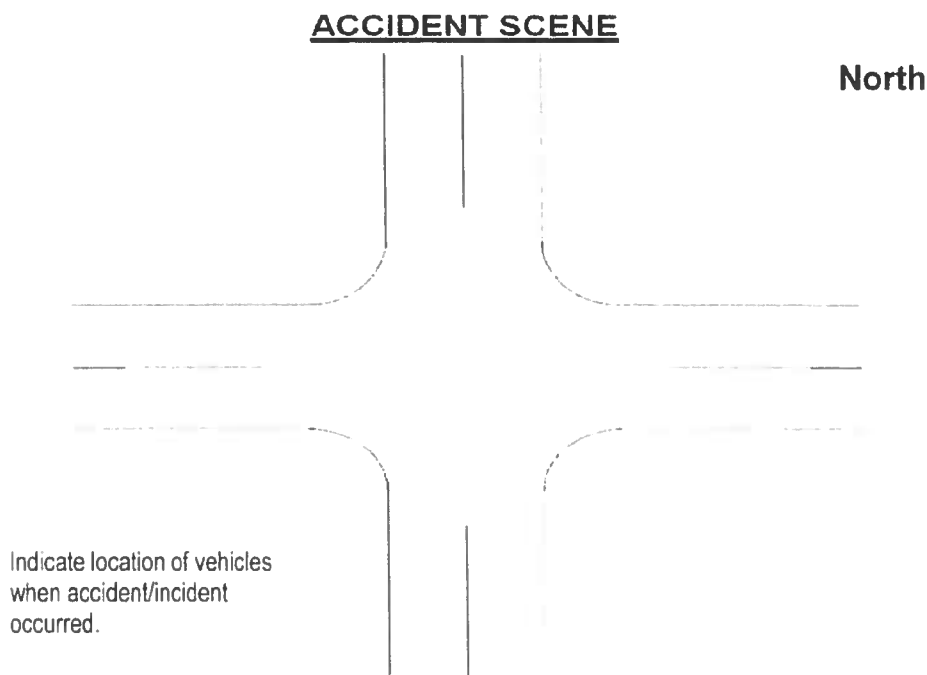 ACCIDENT SCENE
North
Indicate location of vehicles
when accident/incident
occurred.